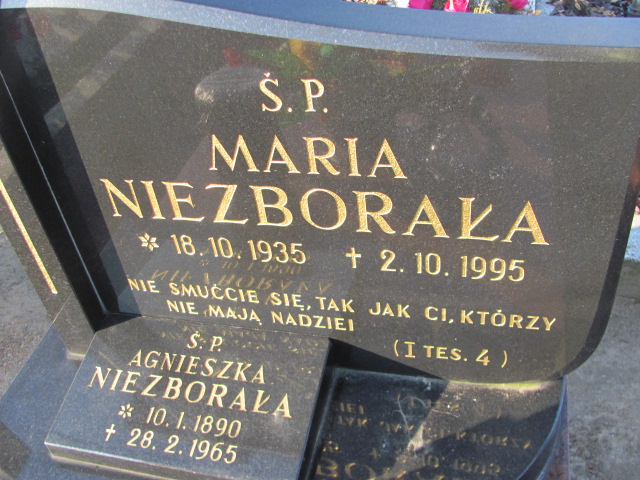 Ś.P.
MARIA
NIEZBORAŁA
* 18.10.1935 † 2.10.1995
NIE SMUĆCIE SIĘ, TAK JAK CI, KTÓRZY
NIE MAJĄ NADZIEI
(I TES. 4)
Ś.P.
AGNIESZKA
NIEZBORAŁA
* 10.1.1890
† 28.2.1965